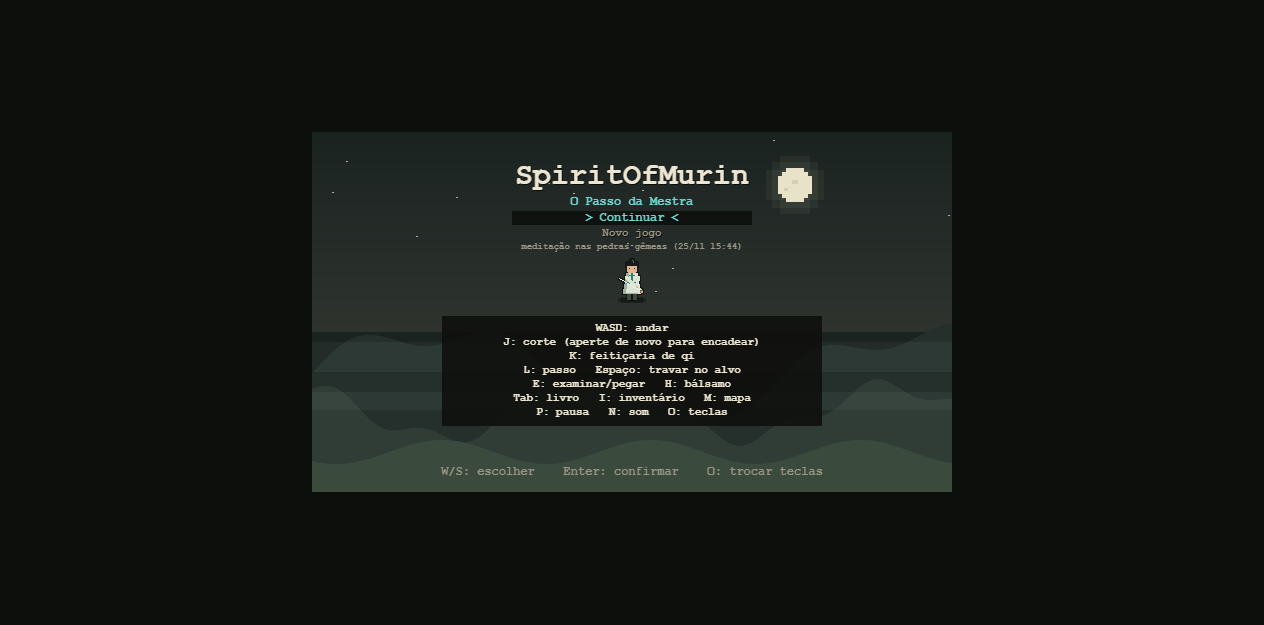 SpiritOfMurin
O Passo da Mestra
> Continuar <
Novo jogo
meditação nas pedras-gêmeas (25/11 15:44)
WASD: andar
J: corte (aperte de novo para encadear)
K: feitiçaria de qi
L: passo   Espaço: travar no alvo
E: examinar/pegar   H: bálsamo
Tab: livro   I: inventário   M: mapa
P: pausa   N: som   O: teclas
W/S: escolher   Enter: confirmar   O: trocar teclas